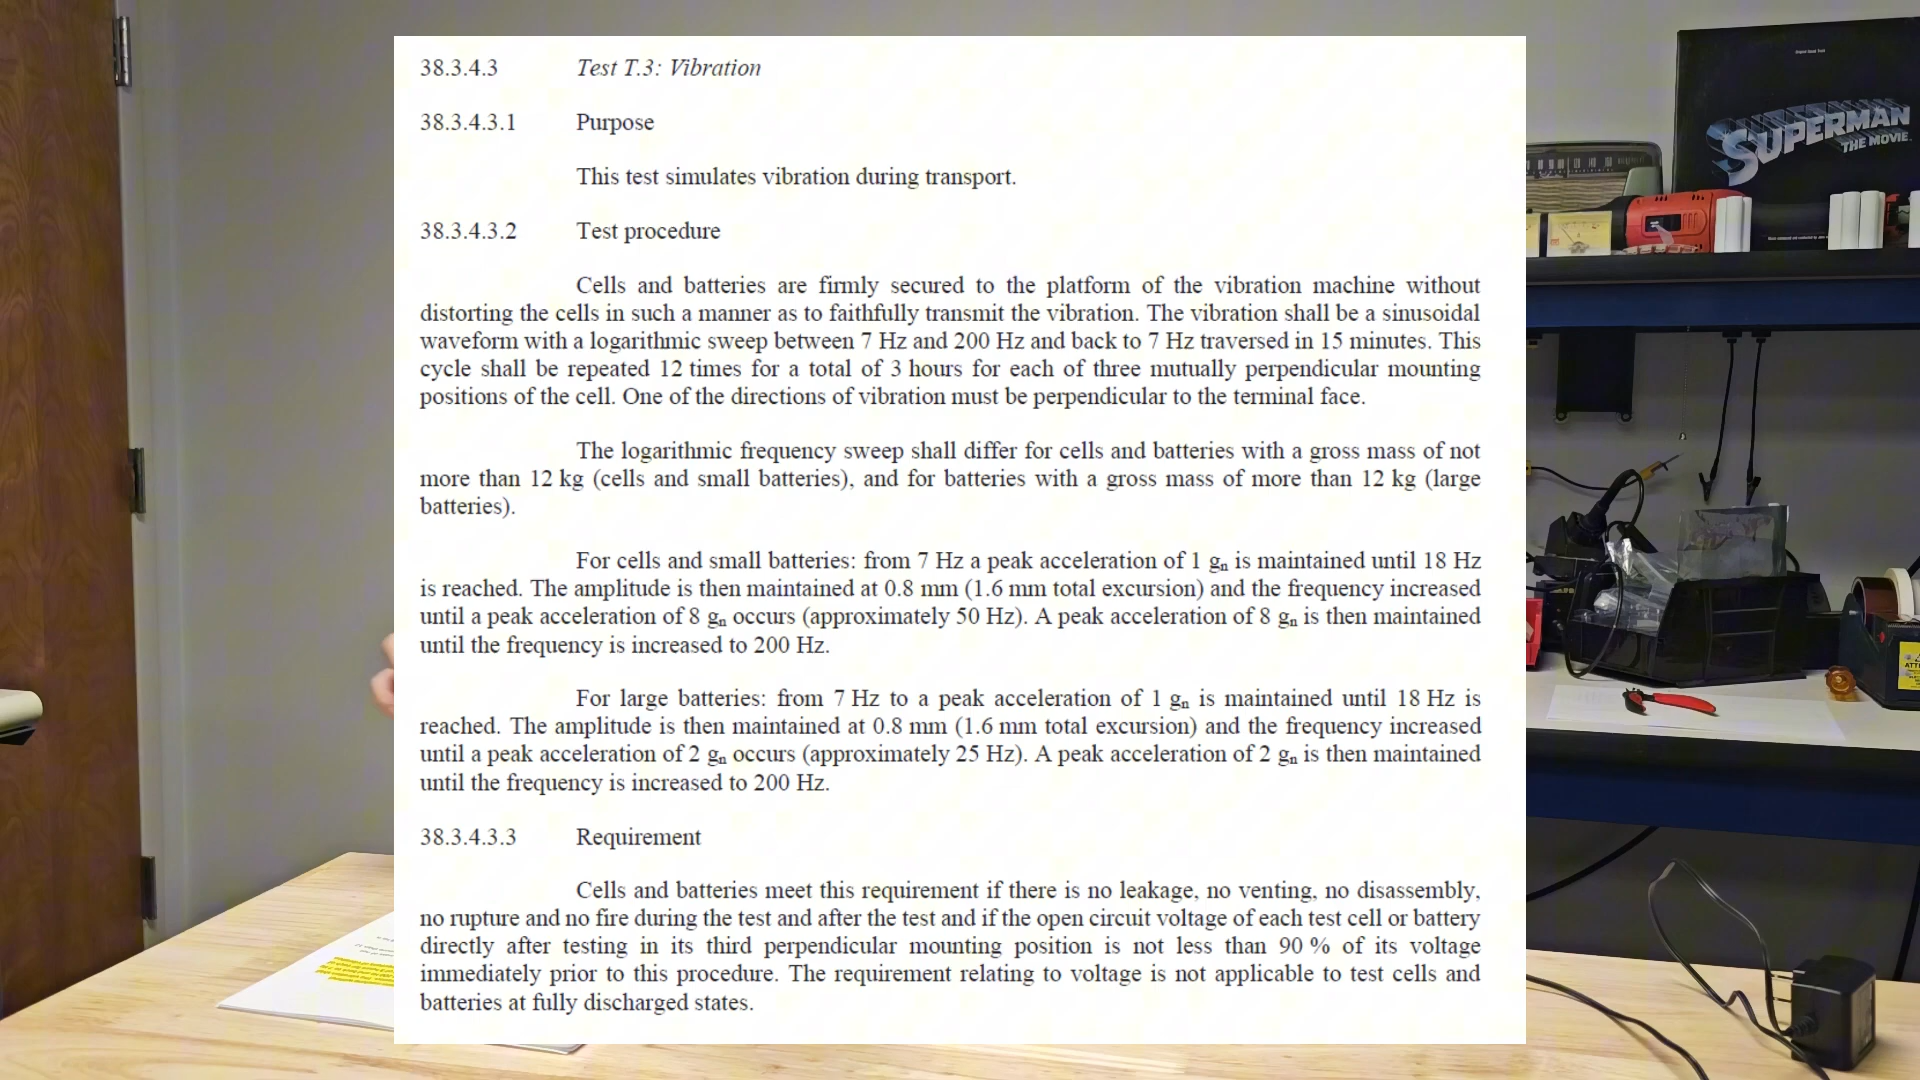 38.3.4.3 Test T.3: Vibration
38.3.4.3.1 Purpose
This test simulates vibration during transport.
38.3.4.3.2 Test procedure
Cells and batteries are firmly secured to the platform of the vibration machine without
distorting the cells in such a manner as to faithfully transmit the vibration. The vibration shall be a sinusoidal
waveform with a logarithmic sweep between 7 Hz and 200 Hz and back to 7 Hz traversed in 15 minutes. This
cycle shall be repeated 12 times for a total of 3 hours for each of three mutually perpendicular mounting
positions of the cell. One of the directions of vibration must be perpendicular to the terminal face.
The logarithmic frequency sweep shall differ for cells and batteries with a gross mass of not
more than 12 kg (cells and small batteries), and for batteries with a gross mass of more than 12 kg (large
batteries).
For cells and small batteries: from 7 Hz a peak acceleration of 1 gn is maintained until 18 Hz
is reached. The amplitude is then maintained at 0.8 mm (1.6 mm total excursion) and the frequency increased
until a peak acceleration of 8 gn occurs (approximately 50 Hz). A peak acceleration of 8 gn is then maintained
until the frequency is increased to 200 Hz.
For large batteries: from 7 Hz to a peak acceleration of 1 gn is maintained until 18 Hz is
reached. The amplitude is then maintained at 0.8 mm (1.6 mm total excursion) and the frequency increased
until a peak acceleration of 2 gn occurs (approximately 25 Hz). A peak acceleration of 2 gn is then maintained
until the frequency is increased to 200 Hz.
38.3.4.3.3 Requirement
Cells and batteries meet this requirement if there is no leakage, no venting, no disassembly,
no rupture and no fire during the test and after the test and if the open circuit voltage of each test cell or battery
directly after testing in its third perpendicular mounting position is not less than 90 % of its voltage
immediately prior to this procedure. The requirement relating to voltage is not applicable to test cells and
batteries at fully discharged states.
SUPERMAN
THE MOVIE